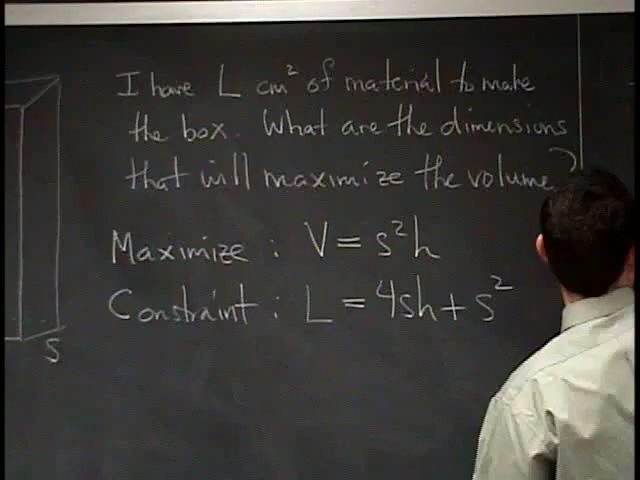 I have L cm² of material to make
the box. What are the dimensions
that will maximize the volume?
Maximize: V = s²h
Constraint: L = 4sh + s²
s